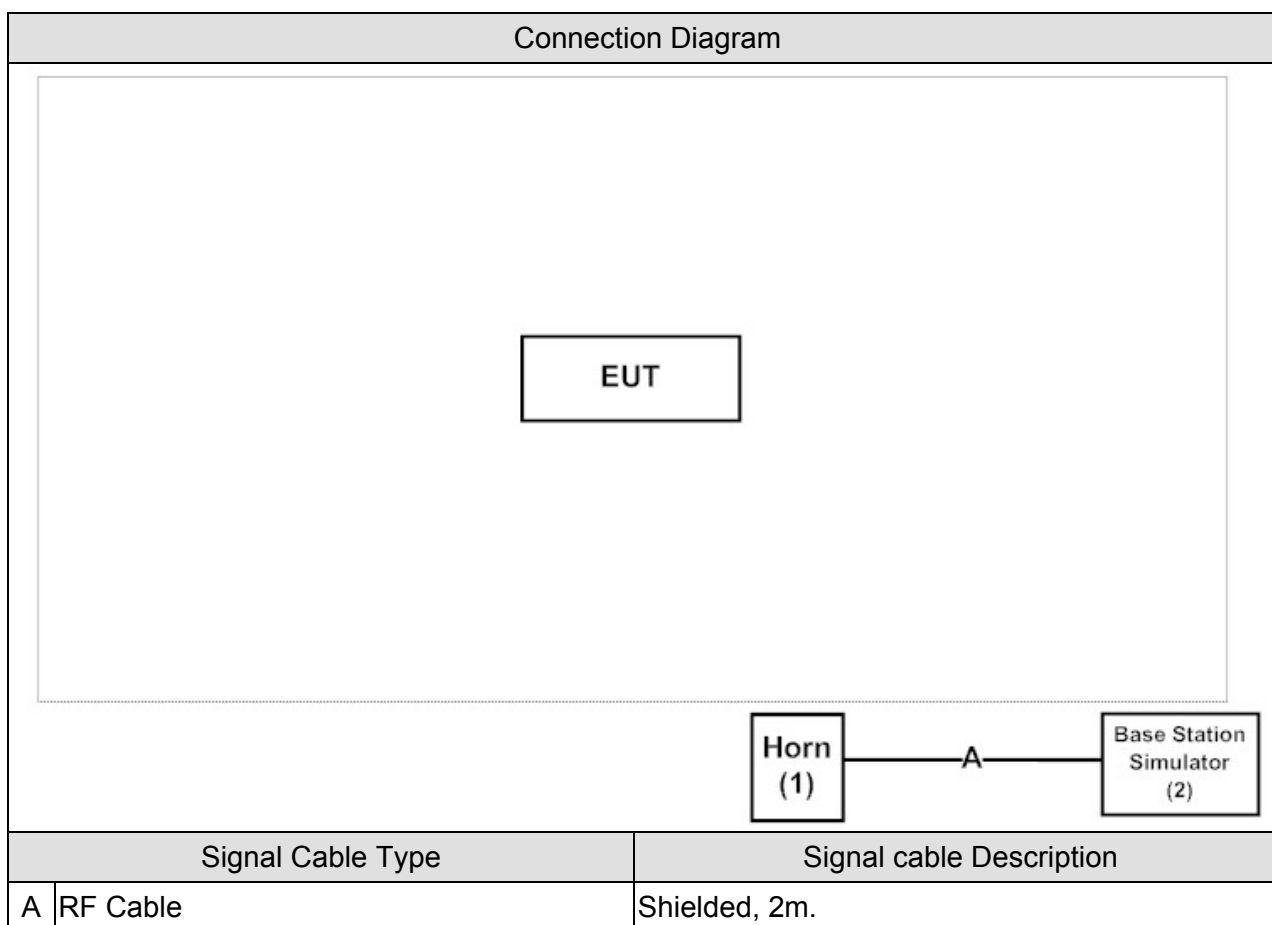 Connection Diagram
EUT
Horn
(1)
A
Base Station
Simulator
(2)
Signal Cable Type
Signal cable Description
A RF Cable
Shielded, 2m.